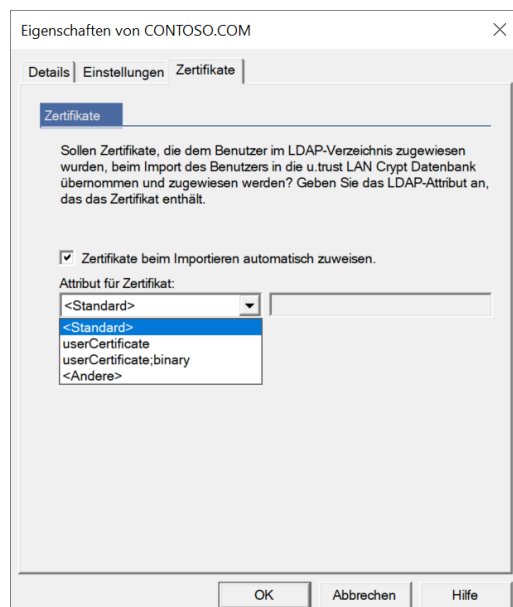 Eigenschaften von CONTOSO.COM
Details Einstellungen Zertifikate
Zertifikate
Sollen Zertifikate, die dem Benutzer im LDAP-Verzeichnis zugewiesen
wurden, beim Import des Benutzers in die u.trust LAN Crypt Datenbank
übernommen und zugewiesen werden? Geben Sie das LDAP-Attribut an,
das das Zertifikat enthält.
Zertifikate beim Importieren automatisch zuweisen.
Attribut für Zertifikat:
<Standard>
<Standard>
userCertificate
userCertificate;binary
<Andere>
OK Abbrechen Hilfe